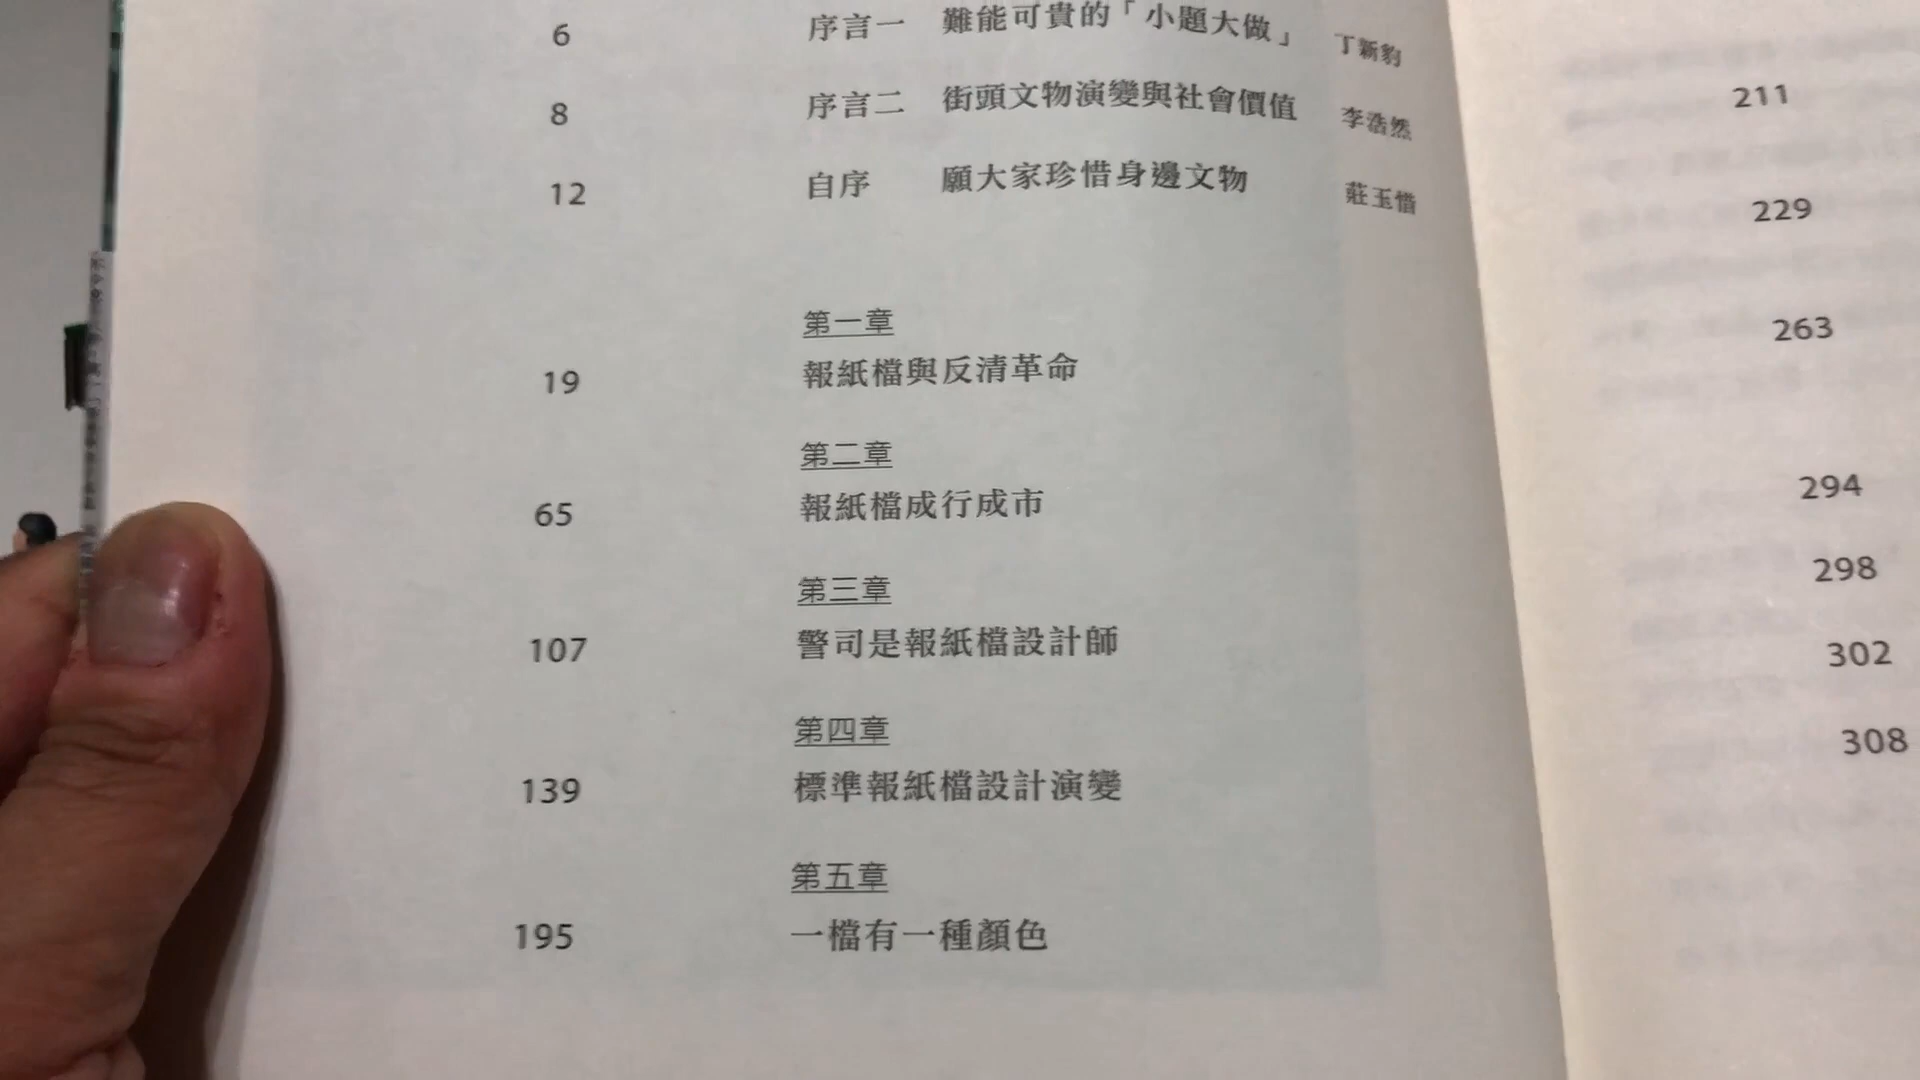 6 序言一 難能可貴的「小題大做」 丁新豹
8 序言二 街頭文物演變與社會價值 李浩然
12 自序 願大家珍惜身邊文物 莊玉惜
第一章
19 報紙檔與反清革命
第二章
65 報紙檔成行成市
第三章
107 警司是報紙檔設計師
第四章
139 標準報紙檔設計演變
第五章
195 一檔有一種顏色
211
229
263
294
298
302
308